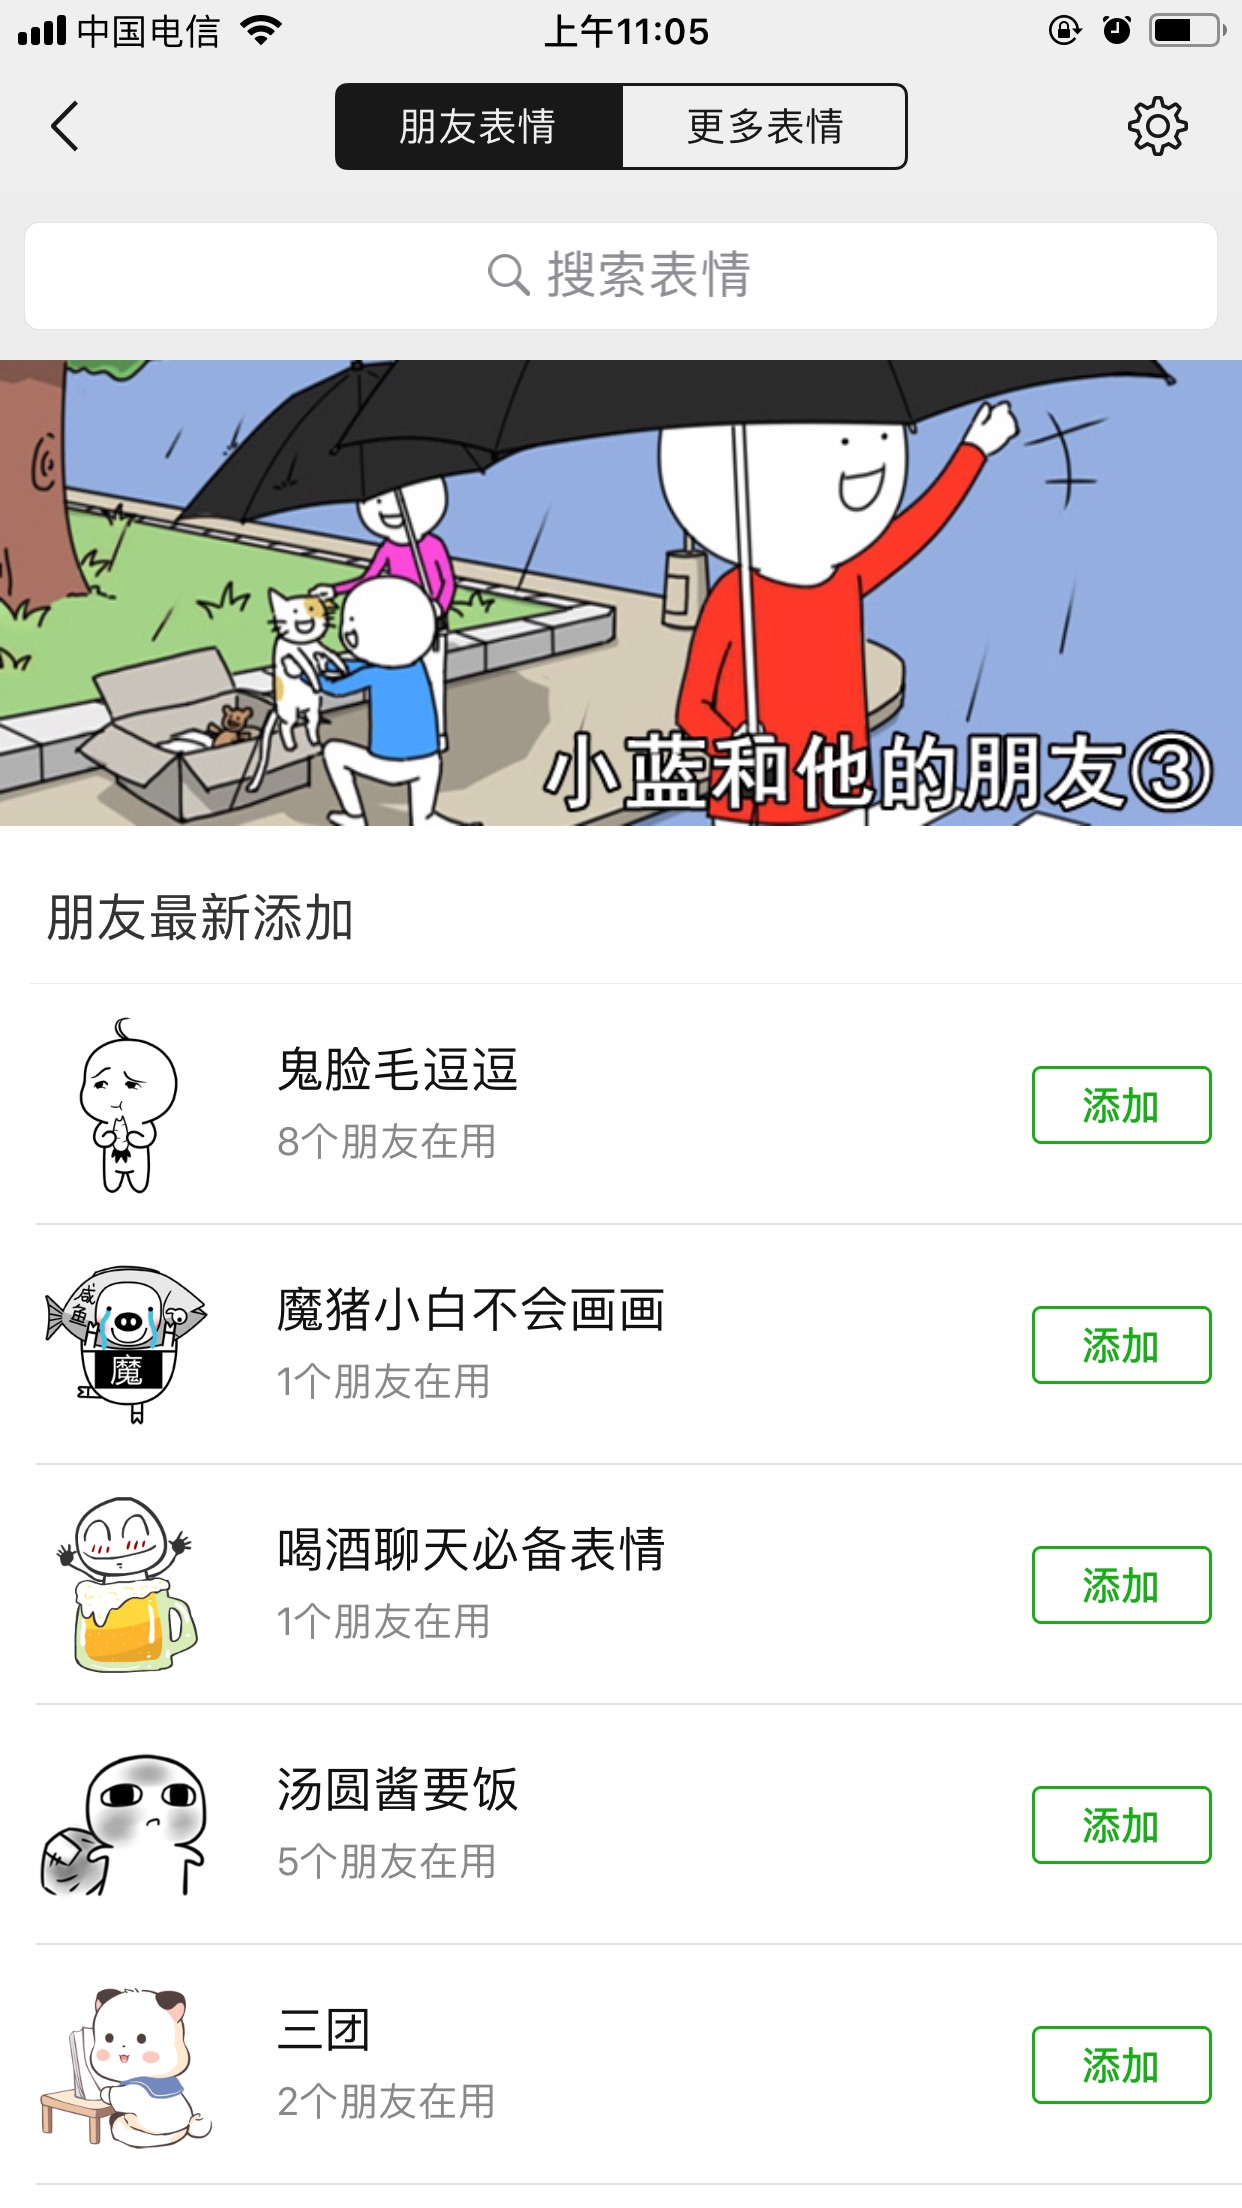 中国电信 上午11:05
朋友表情 更多表情
搜索表情
小蓝和他的朋友③
朋友最新添加
鬼脸毛逗逗
8个朋友在用
添加
咸鱼
魔
魔猪小白不会画画
1个朋友在用
添加
喝酒聊天必备表情
1个朋友在用
添加
汤圆酱要饭
5个朋友在用
添加
三团
2个朋友在用
添加